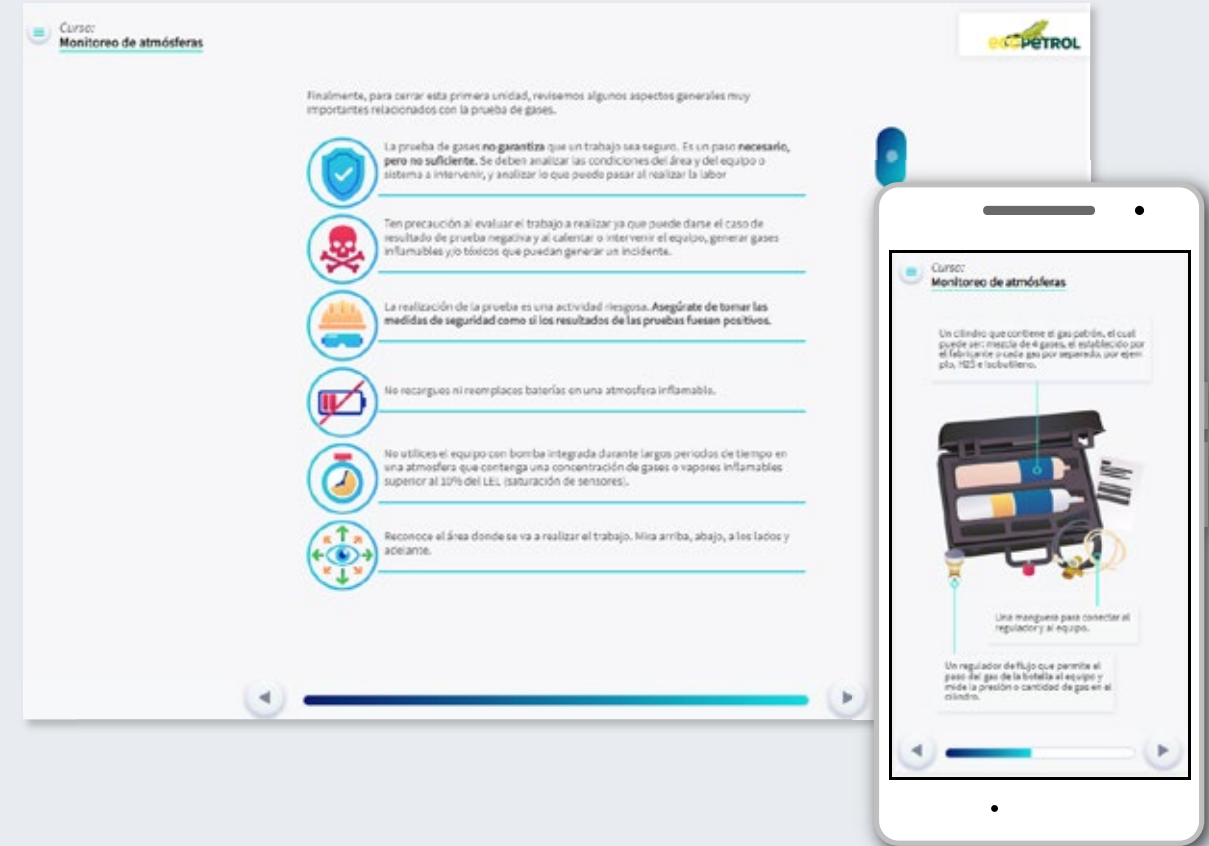 Curso:
Monitoreo de atmósferas
ecopetrol
Finalmente, para cerrar esta primera unidad, revisemos algunos aspectos generales muy
importantes relacionados con la prueba de gases.
La prueba de gases no garantiza que un trabajo sea seguro. Es un paso necesario,
pero no suficiente. Se deben analizar las condiciones del área y del equipo o
sistema a intervenir, y analizar lo que puede pasar al realizar la labor
Ten precaución al evaluar el trabajo a realizar ya que puede darse el caso de
resultado de prueba negativa y al calentar o intervenir el equipo, generar gases
inflamables y/o tóxicos que puedan generar un incidente.
La realización de la prueba es una actividad riesgosa. Asegúrate de tomar las
medidas de seguridad como si los resultados de las pruebas fuesen positivos.
No recargues ni reemplaces baterías en una atmosfera inflamable.
No utilices el equipo con bomba integrada durante largos periodos de tiempo en
una atmosfera que contenga una concentración de gases o vapores inflamables
superior al 10% del LEL (saturación de sensores).
Reconoce el área donde se va a realizar el trabajo. Mira arriba, abajo, a los lados y
adelante.
Curso:
Monitoreo de atmósferas
Un cilindro que contiene el gas patrón, el cual
puede ser: mezcla de 4 gases, el establecido por
el fabricante o cada gas por separado, por ejem
plo, H2S e Isobutileno.
Una manguera para conectar al
regulador y al equipo.
Un regulador de flujo que permite el
paso del gas de la botella al equipo y
mide la presión o cantidad de gas en el
cilindro.